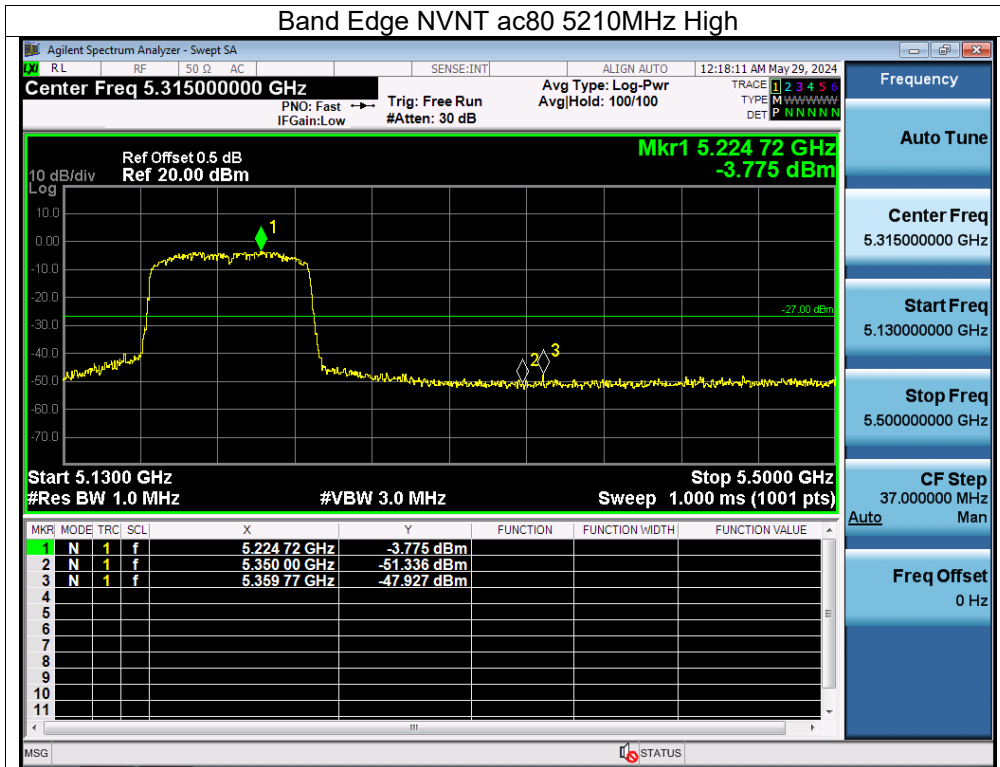 Band Edge NVNT ac80 5210MHz High
Agilent Spectrum Analyzer - Swept SA
LXI RL RF 50 Ω AC SENSE:INT ALIGN AUTO 12:18:11 AM May 29, 2024
Center Freq 5.315000000 GHz
PNO: Fast
IFGain:Low
Trig: Free Run
#Atten: 30 dB
Avg Type: Log-Pwr
Avg|Hold: 100/100
TRACE 1 2 3 4 5 6
TYPE M WWWWW
DET P N N N N N
Frequency
Auto Tune
Center Freq
5.315000000 GHz
Start Freq
5.130000000 GHz
Stop Freq
5.500000000 GHz
CF Step
37.000000 MHz
Auto Man
Freq Offset
0 Hz
Mkr1 5.224 72 GHz
-3.775 dBm
Ref Offset 0.5 dB
10 dB/div Ref 20.00 dBm
Log
10.0
0.00
-10.0
-20.0
-30.0
-40.0
-50.0
-60.0
-70.0
1
2
3
-27.00 dBm
Start 5.1300 GHz Stop 5.5000 GHz
#Res BW 1.0 MHz #VBW 3.0 MHz Sweep 1.000 ms (1001 pts)
MKR MODE TRC SCL X Y FUNCTION FUNCTION WIDTH FUNCTION VALUE
1 N 1 f 5.224 72 GHz -3.775 dBm
2 N 1 f 5.350 00 GHz -51.336 dBm
3 N 1 f 5.359 77 GHz -47.927 dBm
4
5
6
7
8
9
10
11
MSG STATUS